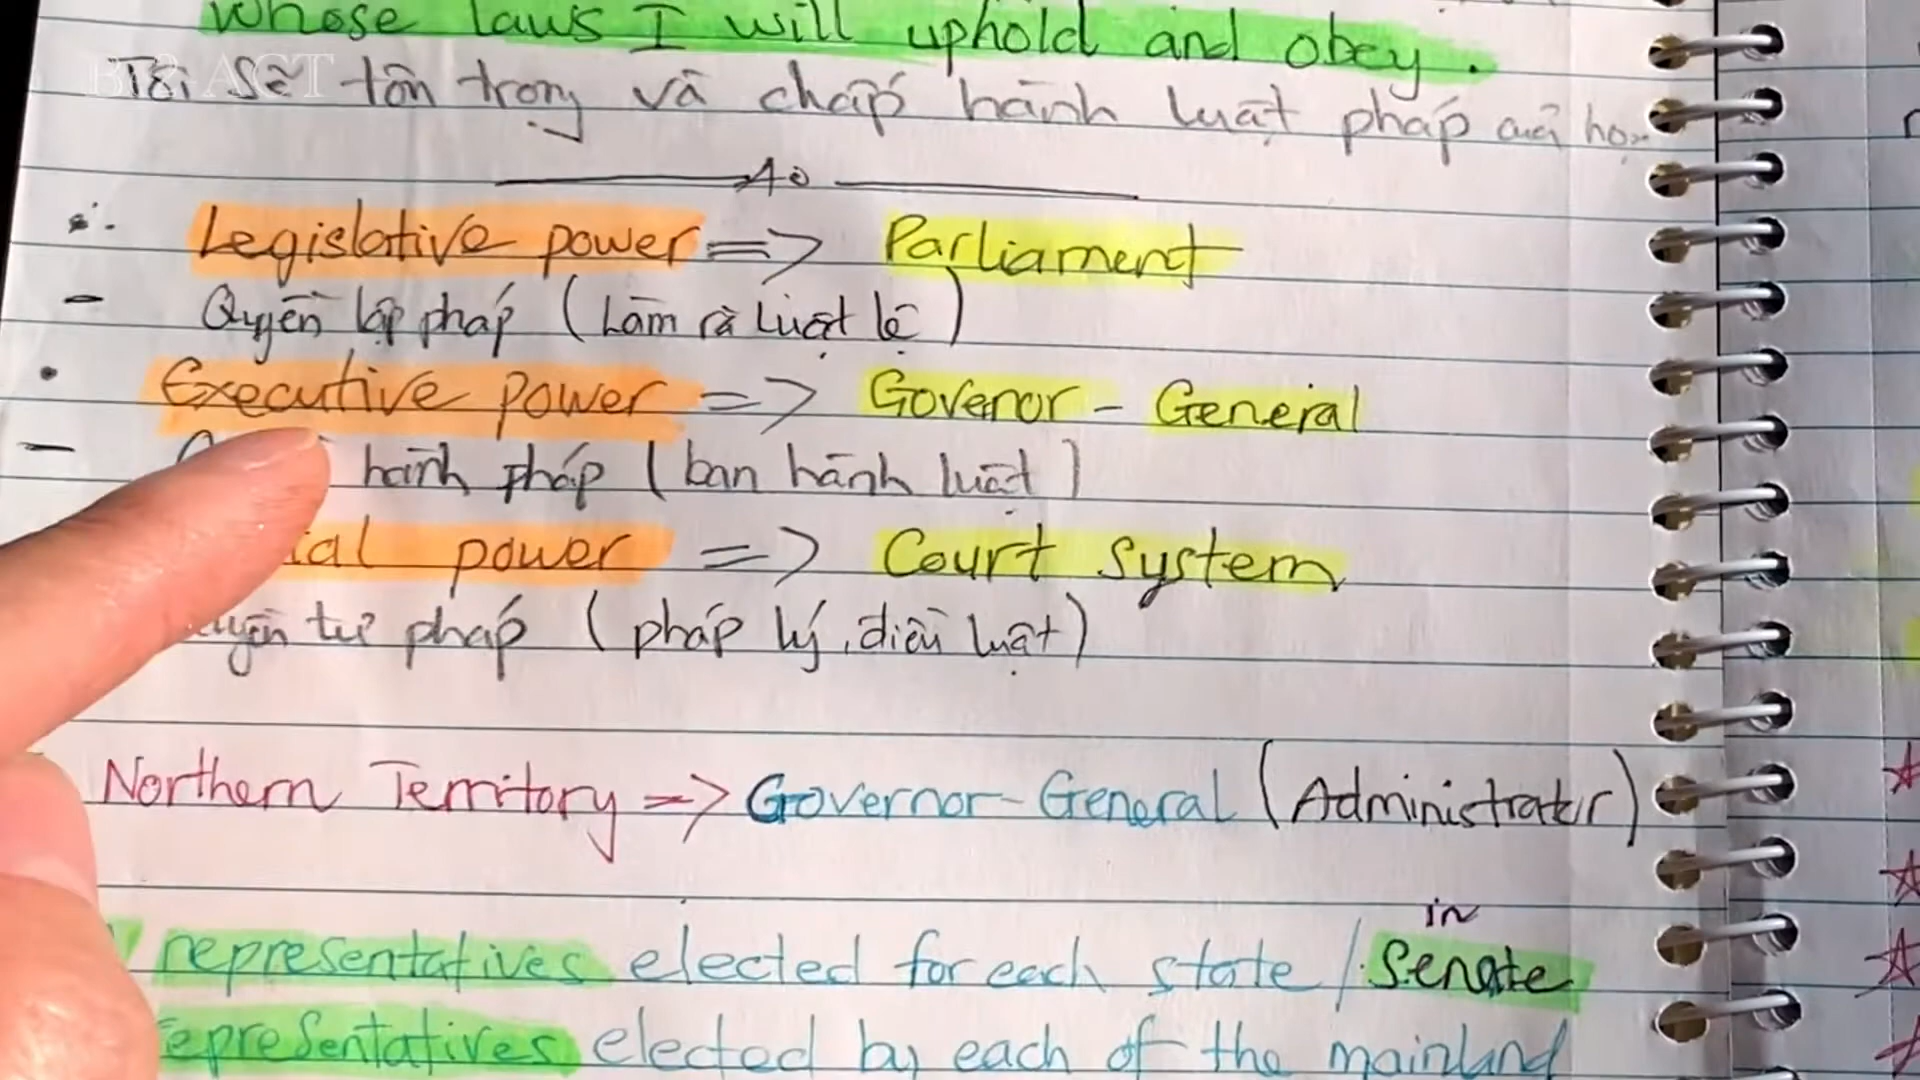 whose laws I will uphold and obey.
Tôi sẽ tôn trọng và chấp hành luật pháp của họ.
Legislative power => Parliament
- Quyền lập pháp (Làm ra luật lệ)
• Executive power => Govenor - General
- hành pháp (ban hành luật)
power => Court system
tư pháp (pháp lý, điều luật)
Northern Territory => Governor-General (Administrator)
in
representatives elected for each state / Senate
representatives elected by each of the mainland